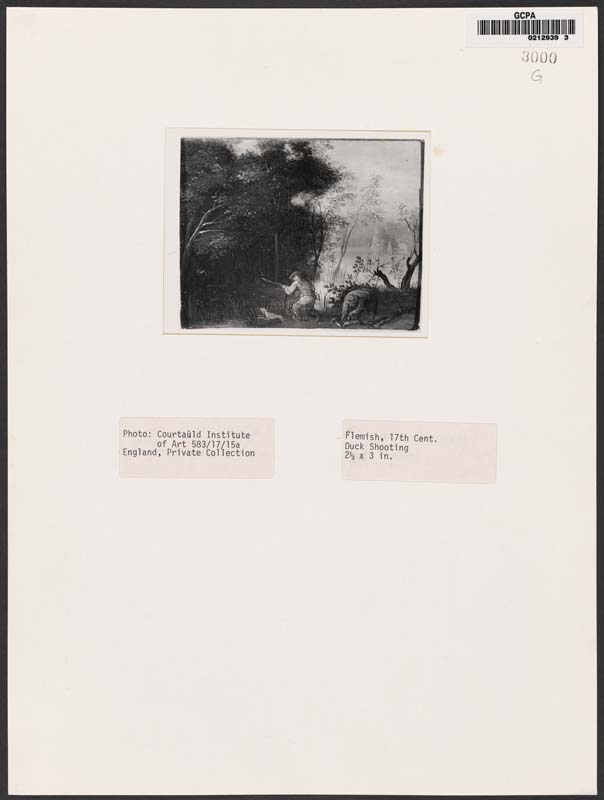 GCPA
0212939 3
3000
G
Photo: Courtauld Institute
of Art 583/17/15a
England, Private Collection
Flemish, 17th Cent.
Duck Shooting
2½ x 3 in.